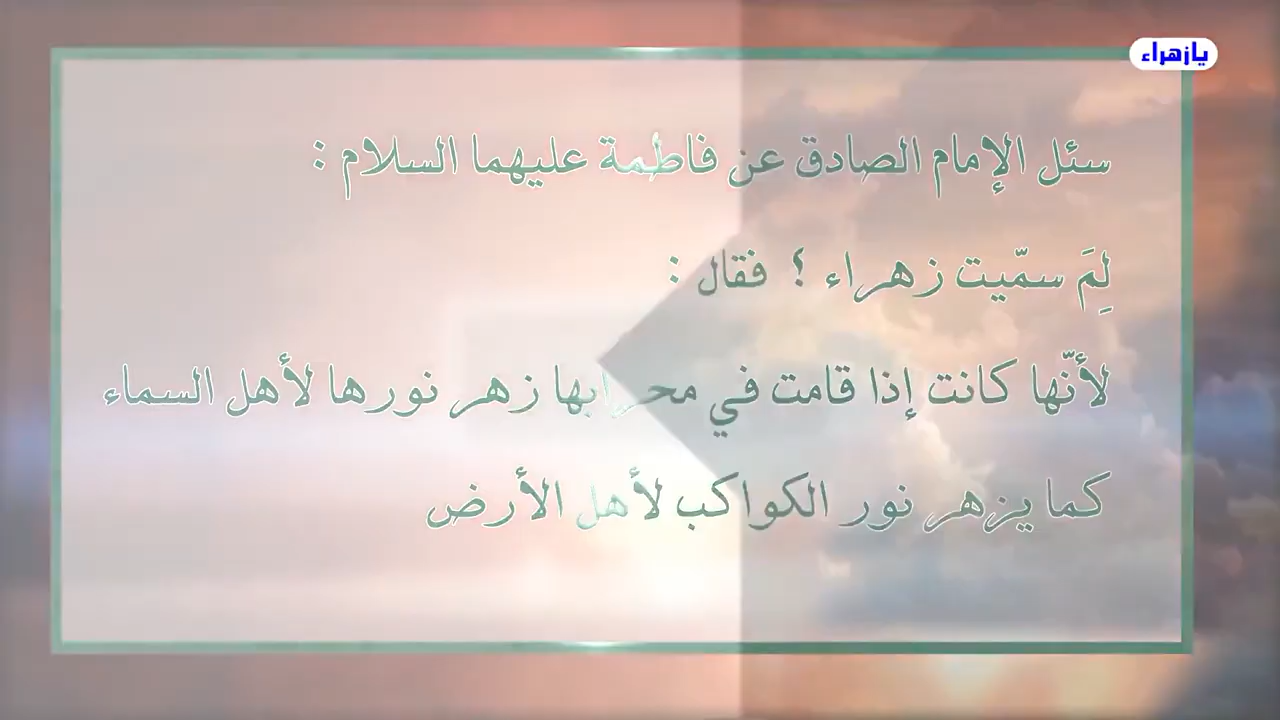 يازهراء
سئل الإمام الصادق عن فاطمة عليهما السلام :
لِمَ سمّيت زهراء ؟ فقال :
لأنّها كانت إذا قامت في محرابها زهر نورها لأهل السماء
كما يزهر نور الكواكب لأهل الأرض